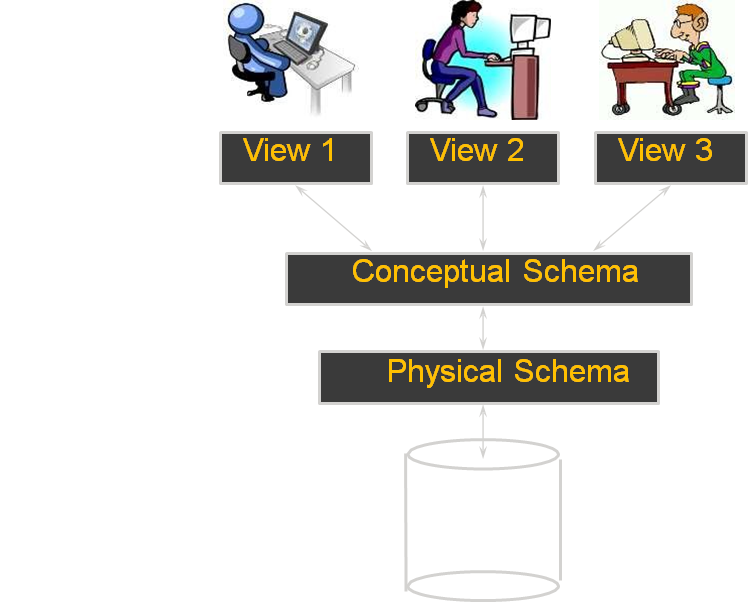 View 1
View 2
View 3
Conceptual Schema
Physical Schema